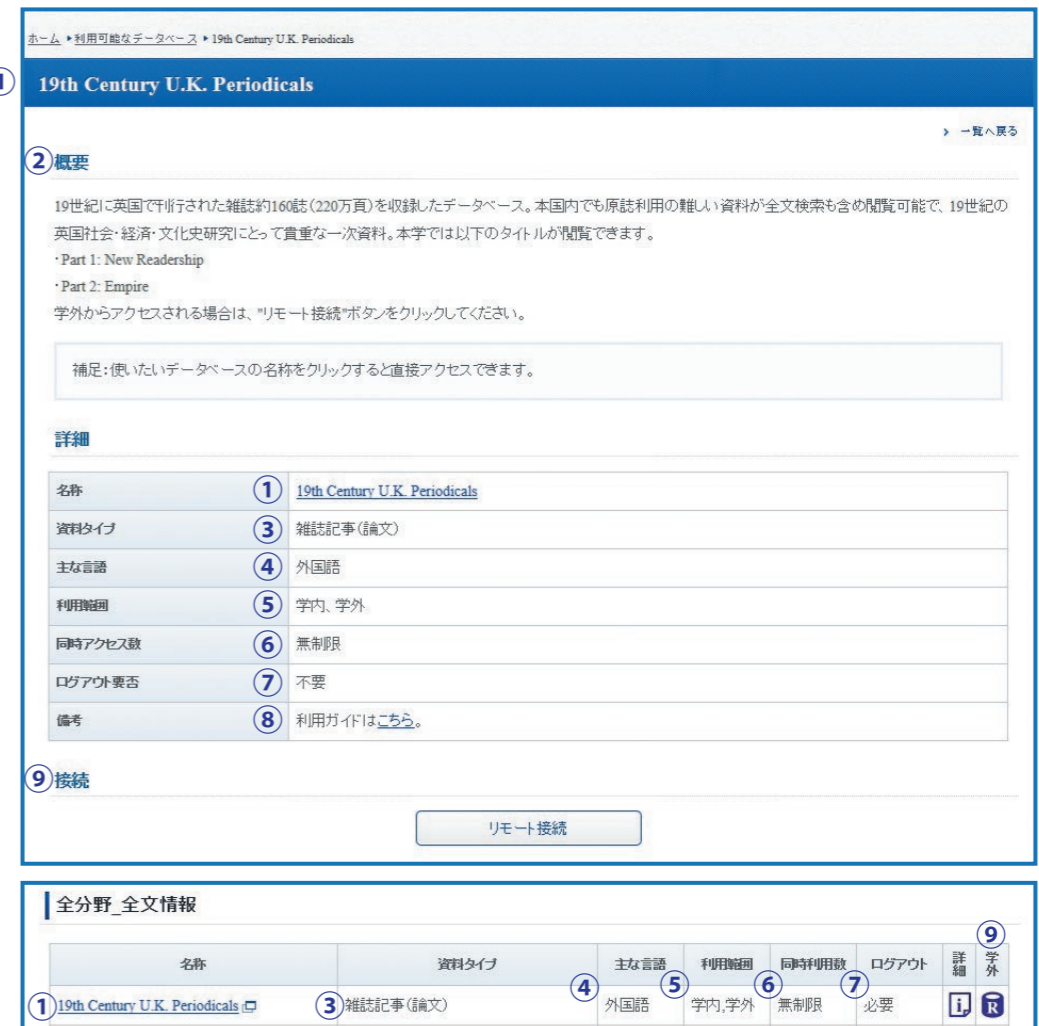 ホーム ▶ 利用可能なデータベース ▶ 19th Century U.K. Periodicals
① 19th Century U.K. Periodicals
› 一覧へ戻る
②概要
19世紀に英国で刊行された雑誌約160誌（220万頁）を収録したデータベース。本国内でも原誌利用の難しい資料が全文検索も含め閲覧可能で、19世紀の
英国社会・経済・文化史研究にとって貴重な一次資料。本学では以下のタイトルが閲覧できます。
・Part 1: New Readership
・Part 2: Empire
学外からアクセスされる場合は、"リモート接続"ボタンをクリックしてください。
補足：使いたいデータベースの名称をクリックすると直接アクセスできます。
詳細
名称 ① 19th Century U.K. Periodicals
資料タイプ ③ 雑誌記事（論文）
主な言語 ④ 外国語
利用範囲 ⑤ 学内、学外
同時アクセス数 ⑥ 無制限
ログアウト要否 ⑦ 不要
備考 ⑧ 利用ガイドはこちら。
⑨接続
リモート接続
全分野_全文情報
⑨
名称 資料タイプ 主な言語 利用範囲 同時利用数 ログアウト 詳細 学外
①19th Century U.K. Periodicals ③雑誌記事（論文） ④外国語 ⑤学内,学外 ⑥無制限 ⑦必要 i R